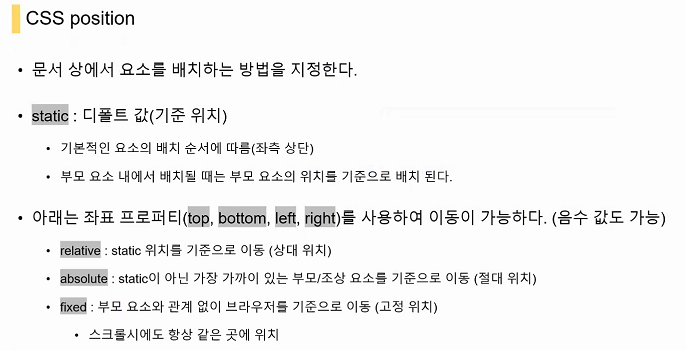 CSS position
• 문서 상에서 요소를 배치하는 방법을 지정한다.
• static : 디폴트 값(기준 위치)
• 기본적인 요소의 배치 순서에 따름(좌측 상단)
• 부모 요소 내에서 배치될 때는 부모 요소의 위치를 기준으로 배치 된다.
• 아래는 좌표 프로퍼티(top, bottom, left, right)를 사용하여 이동이 가능하다. (음수 값도 가능)
• relative : static 위치를 기준으로 이동 (상대 위치)
• absolute : static이 아닌 가장 가까이 있는 부모/조상 요소를 기준으로 이동 (절대 위치)
• fixed : 부모 요소와 관계 없이 브라우저를 기준으로 이동 (고정 위치)
• 스크롤시에도 항상 같은 곳에 위치